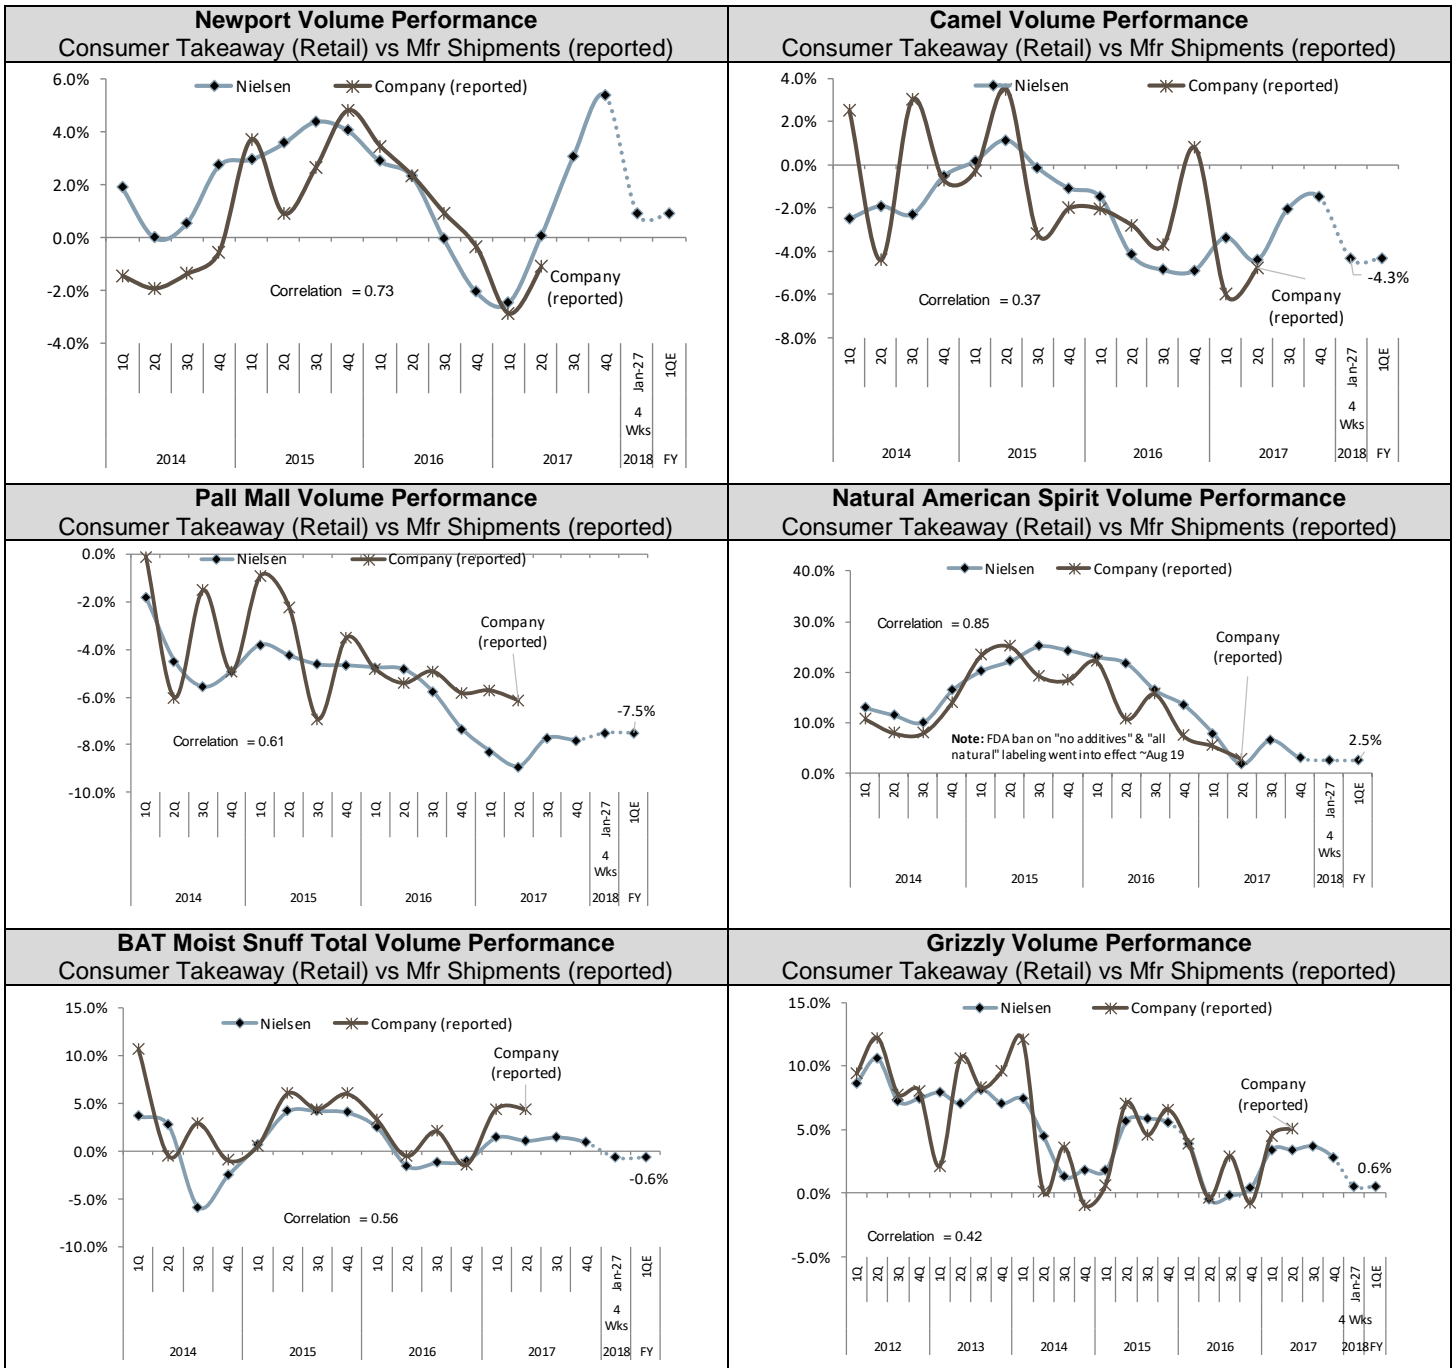 Newport Volume Performance
Consumer Takeaway (Retail) vs Mfr Shipments (reported)
6.0%
4.0%
2.0%
0.0%
-2.0%
-4.0%
Nielsen
Company (reported)
Correlation = 0.73
Company
(reported)
1Q 2Q 3Q 4Q 1Q 2Q 3Q 4Q 1Q 2Q 3Q 4Q 1Q 2Q 3Q 4Q Jan-27 1QE
4
Wks
2014 2015 2016 2017 2018 FY
Camel Volume Performance
Consumer Takeaway (Retail) vs Mfr Shipments (reported)
4.0%
2.0%
0.0%
-2.0%
-4.0%
-6.0%
-8.0%
Nielsen
Company (reported)
-4.3%
Correlation = 0.37
Company
(reported)
1Q 2Q 3Q 4Q 1Q 2Q 3Q 4Q 1Q 2Q 3Q 4Q 1Q 2Q 3Q 4Q Jan-27 1QE
4
Wks
2014 2015 2016 2017 2018 FY
Pall Mall Volume Performance
Consumer Takeaway (Retail) vs Mfr Shipments (reported)
0.0%
-2.0%
-4.0%
-6.0%
-8.0%
-10.0%
Nielsen
Company (reported)
Company
(reported)
-7.5%
Correlation = 0.61
1Q 2Q 3Q 4Q 1Q 2Q 3Q 4Q 1Q 2Q 3Q 4Q 1Q 2Q 3Q 4Q Jan-27 1QE
4
Wks
2014 2015 2016 2017 2018 FY
Natural American Spirit Volume Performance
Consumer Takeaway (Retail) vs Mfr Shipments (reported)
40.0%
30.0%
20.0%
10.0%
0.0%
Nielsen
Company (reported)
Correlation = 0.85
Company
(reported)
Note: FDA ban on "no additives" & "all
natural" labeling went into effect ~Aug 19
2.5%
1Q 2Q 3Q 4Q 1Q 2Q 3Q 4Q 1Q 2Q 3Q 4Q 1Q 2Q 3Q 4Q Jan-27 1QE
4
Wks
2014 2015 2016 2017 2018 FY
BAT Moist Snuff Total Volume Performance
Consumer Takeaway (Retail) vs Mfr Shipments (reported)
15.0%
10.0%
5.0%
0.0%
-5.0%
-10.0%
Nielsen
Company (reported)
Company
(reported)
-0.6%
Correlation = 0.56
1Q 2Q 3Q 4Q 1Q 2Q 3Q 4Q 1Q 2Q 3Q 4Q 1Q 2Q 3Q 4Q Jan-27 1QE
4
Wks
2014 2015 2016 2017 2018 FY
Grizzly Volume Performance
Consumer Takeaway (Retail) vs Mfr Shipments (reported)
15.0%
10.0%
5.0%
0.0%
-5.0%
Nielsen
Company (reported)
Company
(reported)
0.6%
Correlation = 0.42
1Q 2Q 3Q 4Q 1Q 2Q 3Q 4Q 1Q 2Q 3Q 4Q 1Q 2Q 3Q 4Q 1Q 2Q 3Q 4Q 1Q 2Q 3Q 4Q Jan-27 1QE
4 Wks
2012 2013 2014 2015 2016 2017 2018 FY